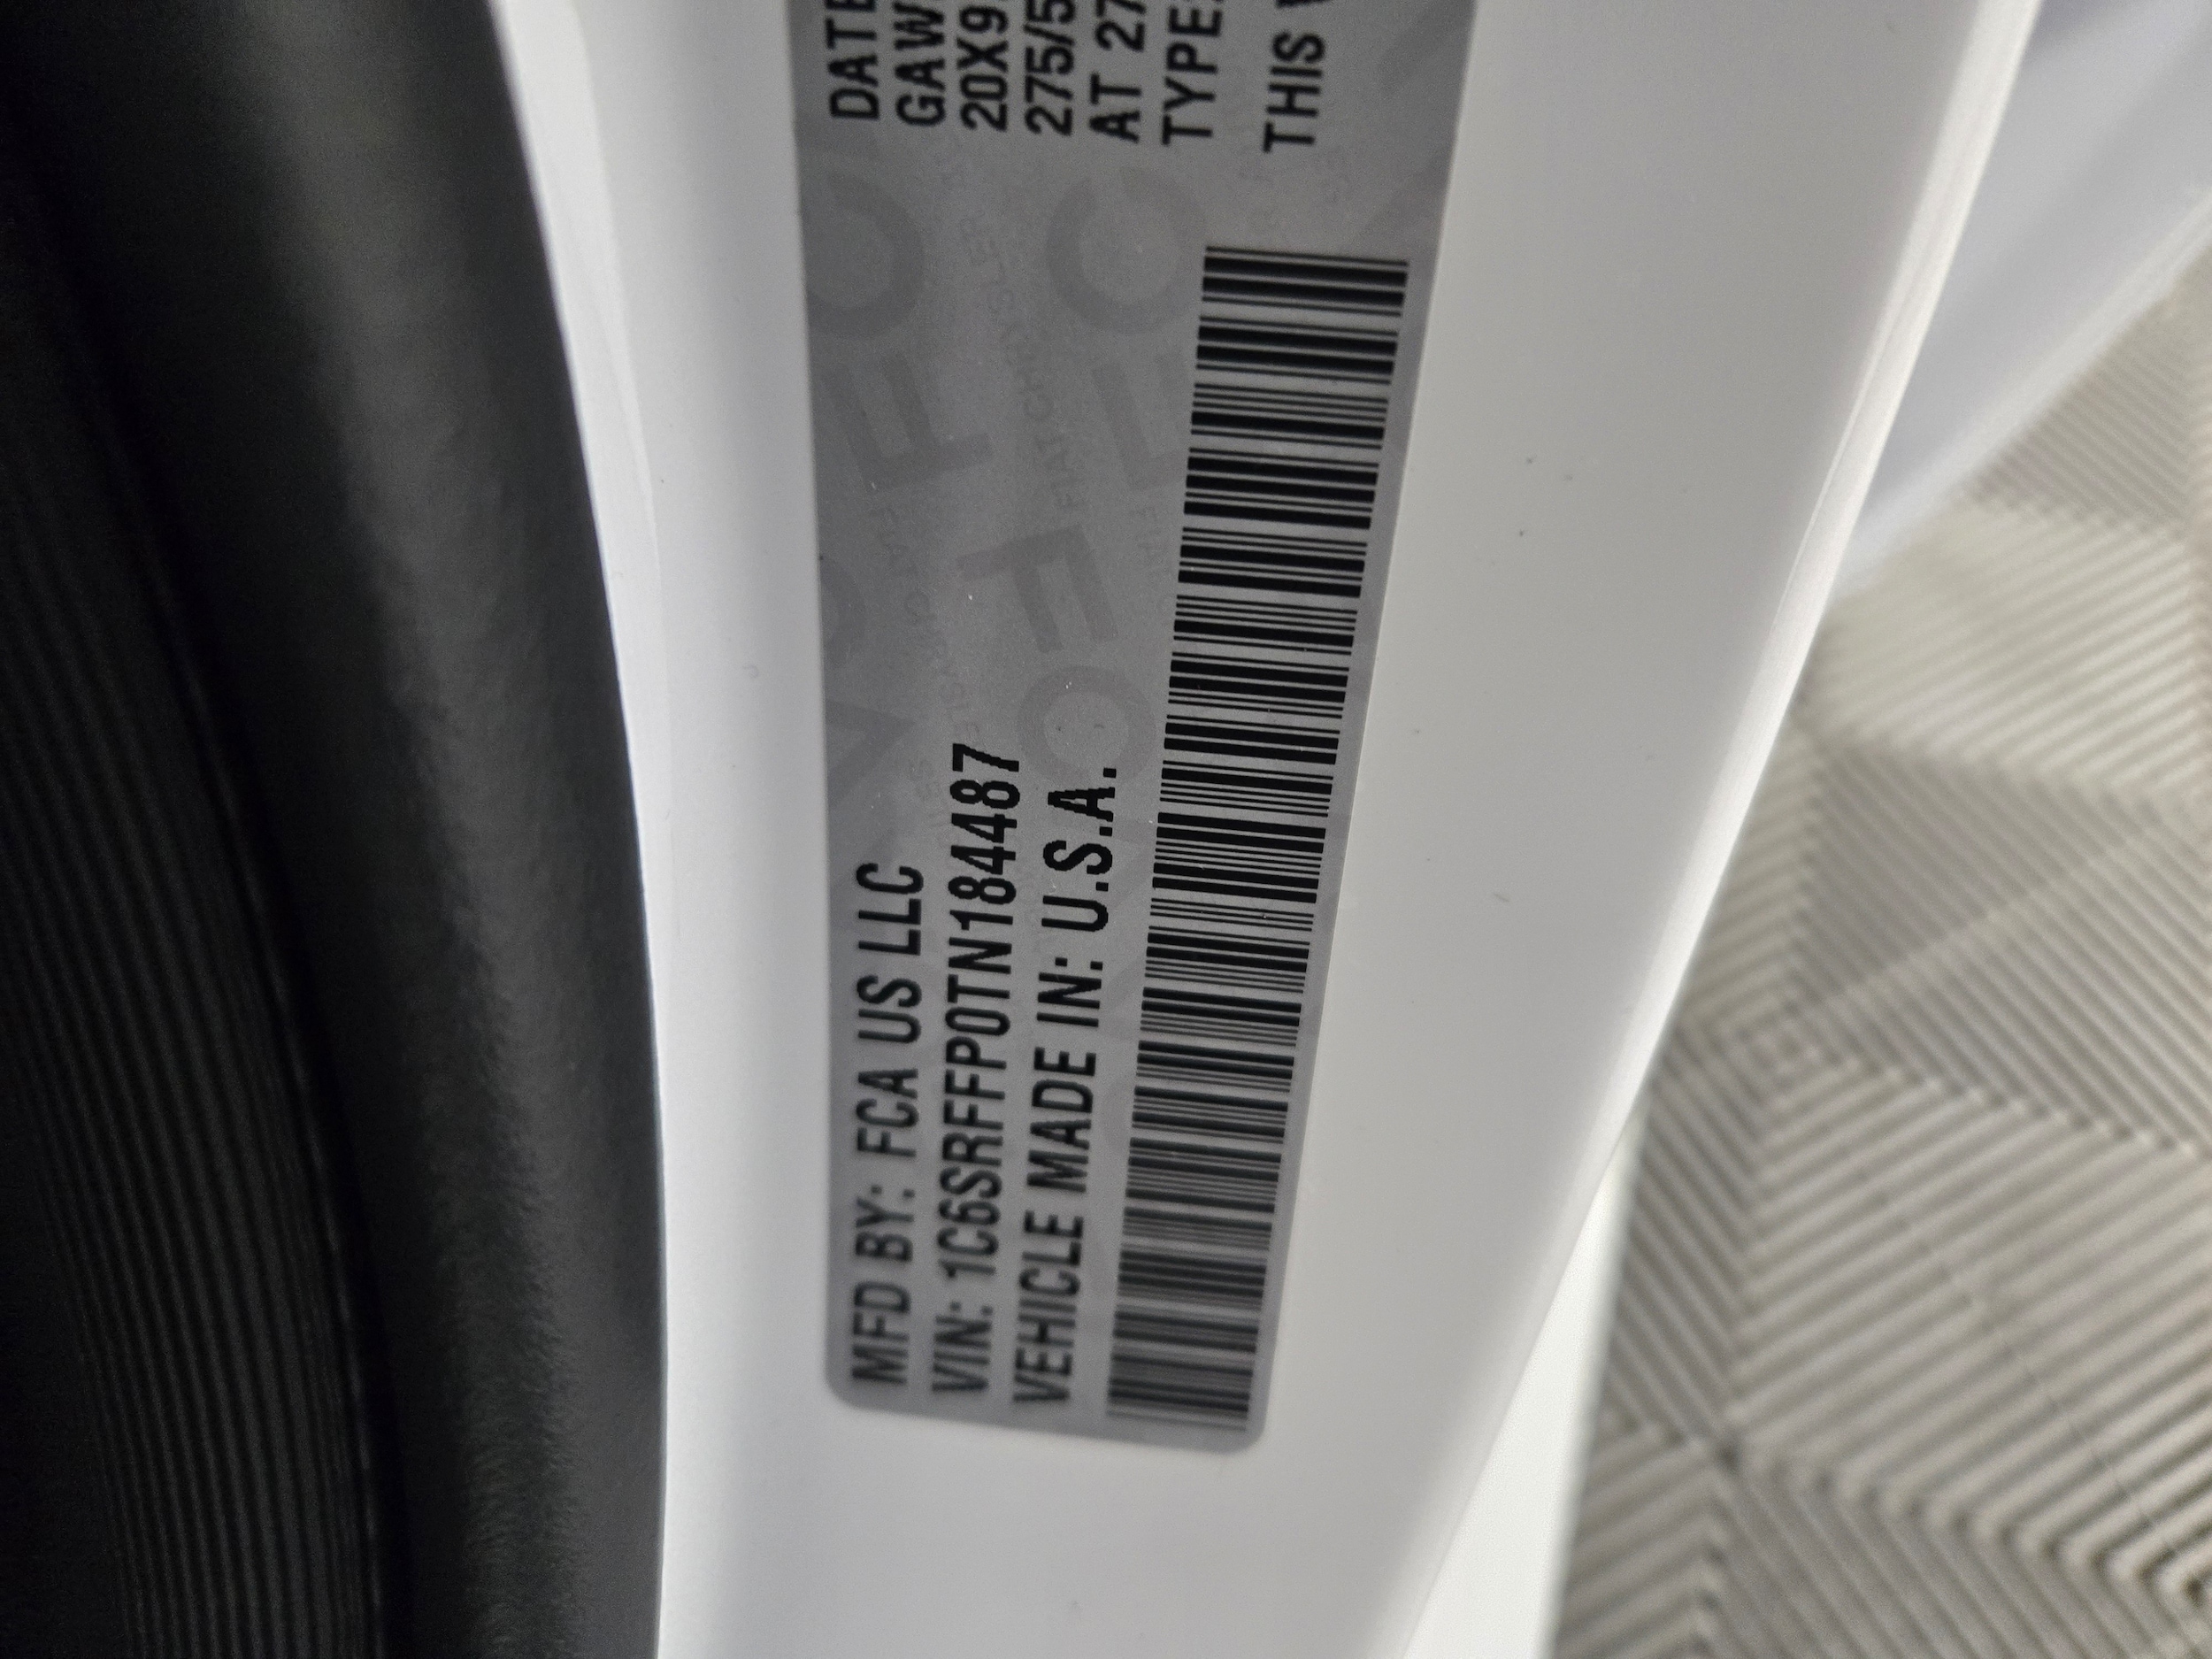 MFD BY: FCA US LLC
VIN: 1C6SRFFP0TN184487
VEHICLE MADE IN: U.S.A.
DATE
GAW
20X9
275/5
AT 27
TYPE:
THIS